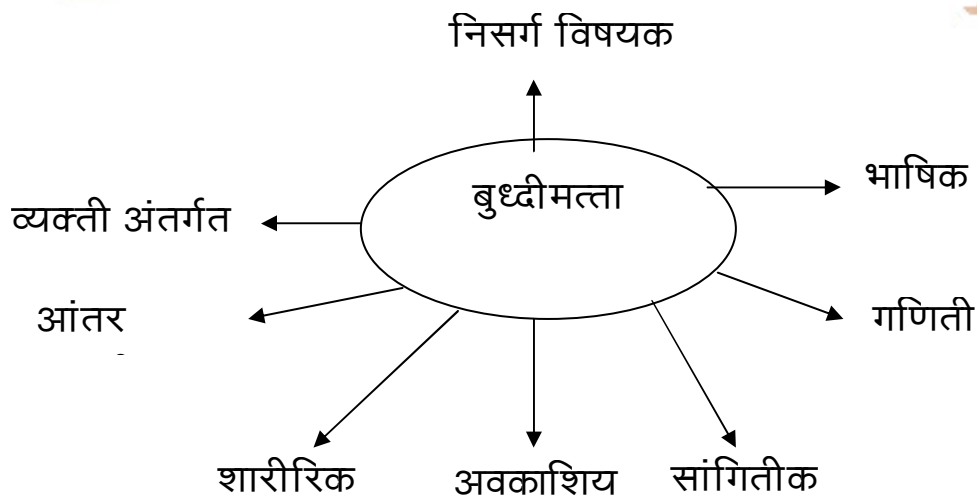 निसर्ग विषयक
बुध्दीमत्ता
भाषिक
व्यक्ती अंतर्गत
आंतर
गणिती
शारीरिक
अवकाशिय
सांगितीक